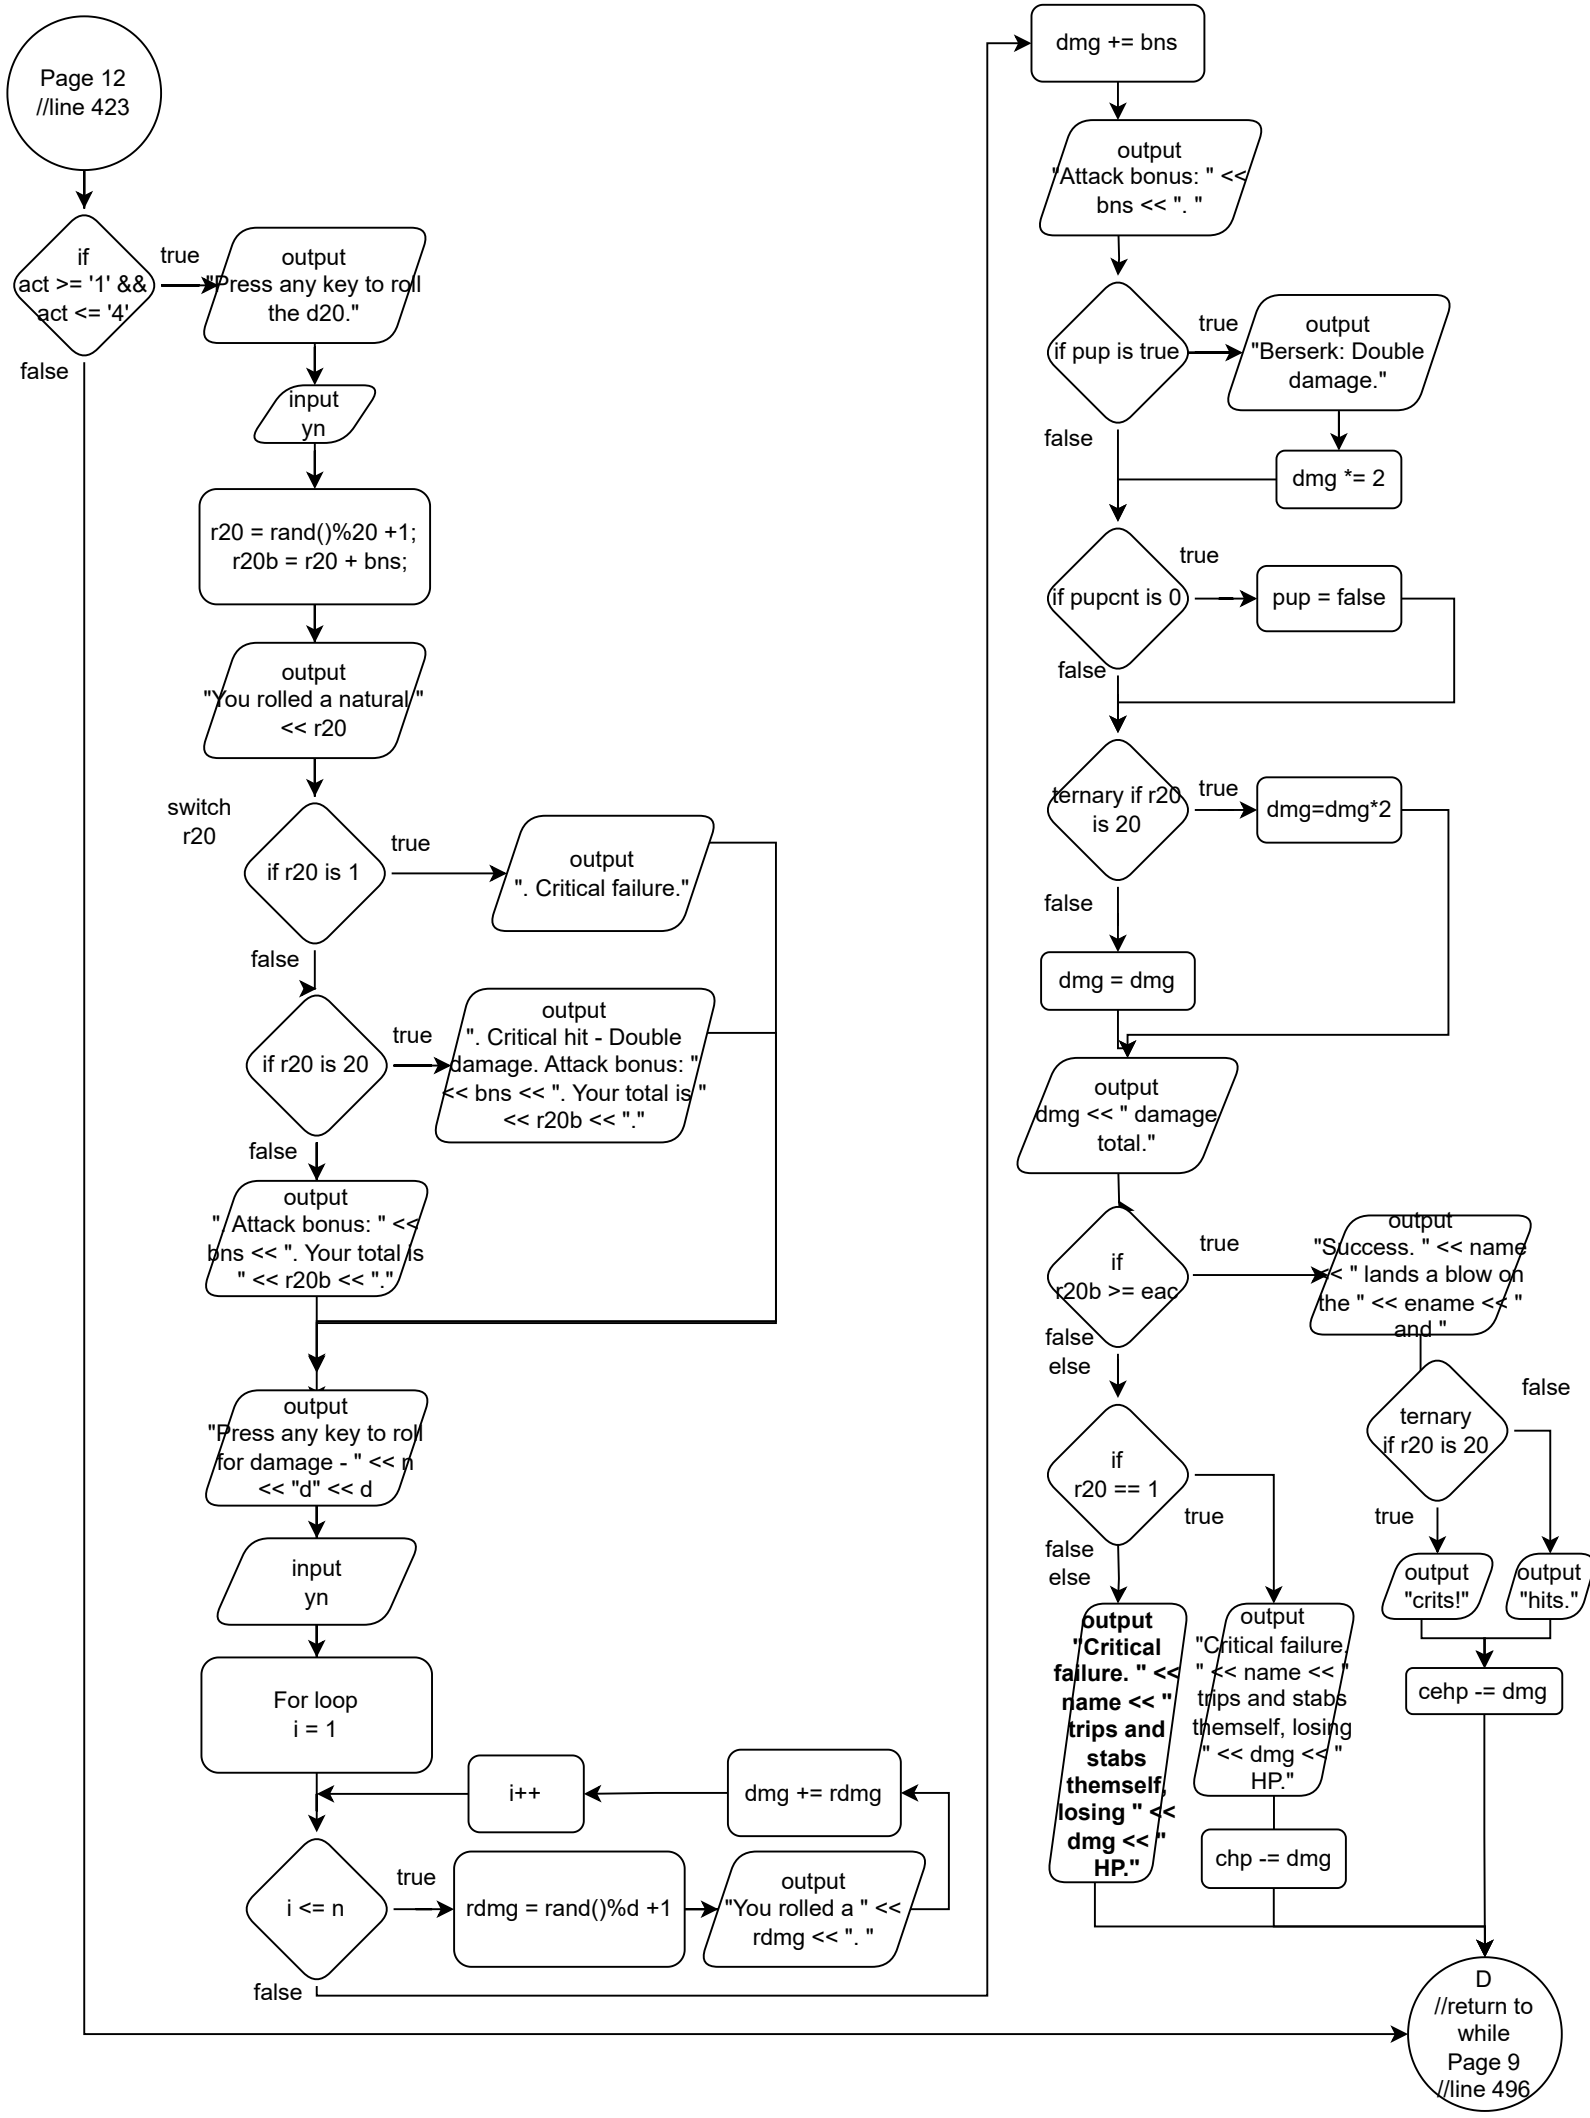 Page 12
//line 423
if
act >= '1' &&
act <= '4'
true
false
output
"Press any key to roll
the d20."
input
yn
r20 = rand()%20 +1;
r20b = r20 + bns;
output
"You rolled a natural "
<< r20
switch
r20
if r20 is 1
true
output
". Critical failure."
false
if r20 is 20
true
output
". Critical hit - Double
damage. Attack bonus: "
<< bns << ". Your total is "
<< r20b << "."
false
output
". Attack bonus: " <<
bns << ". Your total is
" << r20b << "."
output
"Press any key to roll
for damage - " << n
<< "d" << d
input
yn
For loop
i = 1
i++
dmg += rdmg
i <= n
true
rdmg = rand()%d +1
output
"You rolled a " <<
rdmg << ". "
false
dmg += bns
output
"Attack bonus: " <<
bns << ". "
if pup is true
true
output
"Berserk: Double
damage."
false
dmg *= 2
if pupcnt is 0
true
pup = false
false
ternary if r20
is 20
true
dmg=dmg*2
false
dmg = dmg
output
dmg << " damage
total."
if
r20b >= eac
true
output
"Success. " << name
<< " lands a blow on
the " << ename << "
and "
false
else
ternary
if r20 is 20
false
true
output
"crits!"
output
"hits."
cehp -= dmg
if
r20 == 1
true
false
else
output
"Critical
failure. " <<
name << "
trips and
stabs
themself,
losing " <<
dmg << "
HP."
output
"Critical failure.
" << name << "
trips and stabs
themself, losing
" << dmg << "
HP."
chp -= dmg
D
//return to
while
Page 9
//line 496